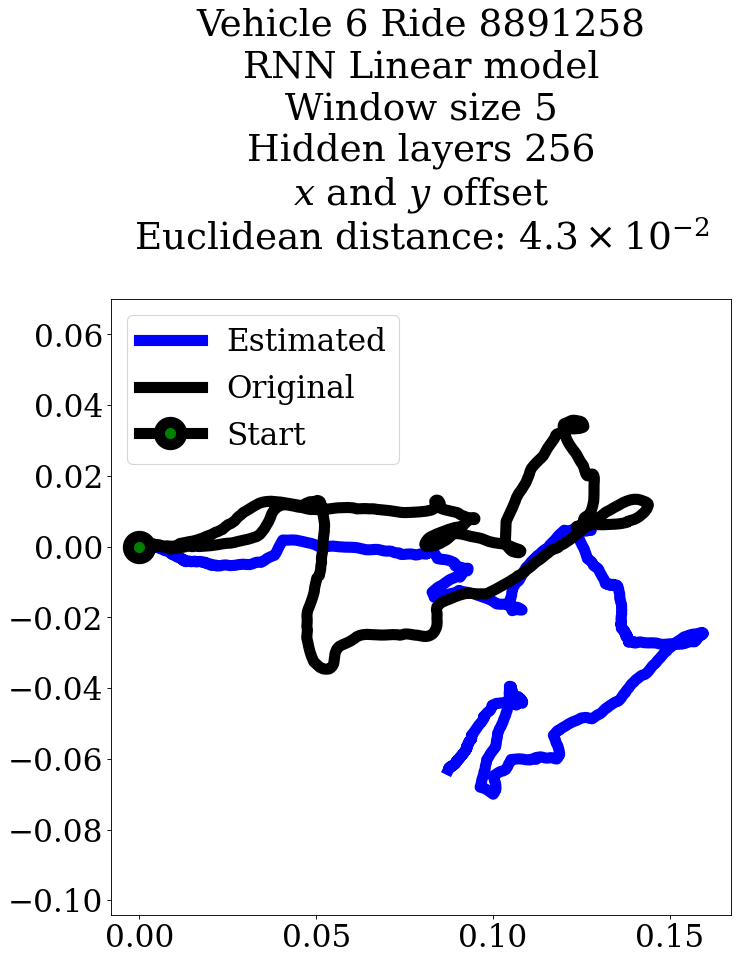 Vehicle 6 Ride 8891258
RNN Linear model
Window size 5
Hidden layers 256
x and y offset
Euclidean distance: 4.3 × 10⁻²
Estimated
Original
Start
0.06
0.04
0.02
0.00
−0.02
−0.04
−0.06
−0.08
−0.10
0.00 0.05 0.10 0.15